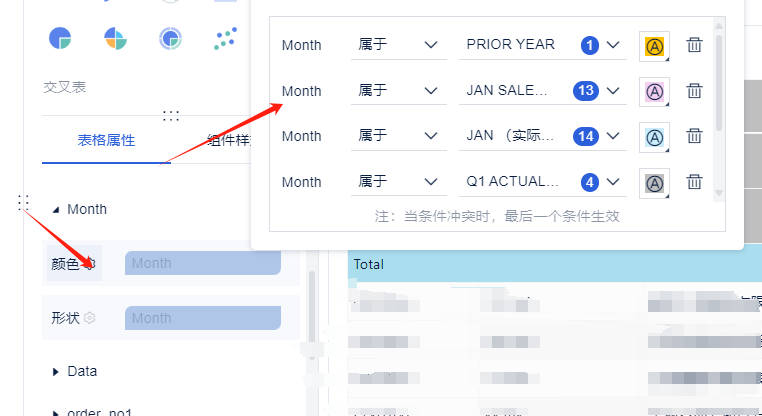 Month 属于 PRIOR YEAR 1
Month 属于 JAN SALE... 13
Month 属于 JAN （实际... 14
Month 属于 Q1 ACTUAL... 4
注：当条件冲突时，最后一个条件生效
交叉表
表格属性 组件样
Month
颜色 Month
形状 Month
Data
order_no1
Total